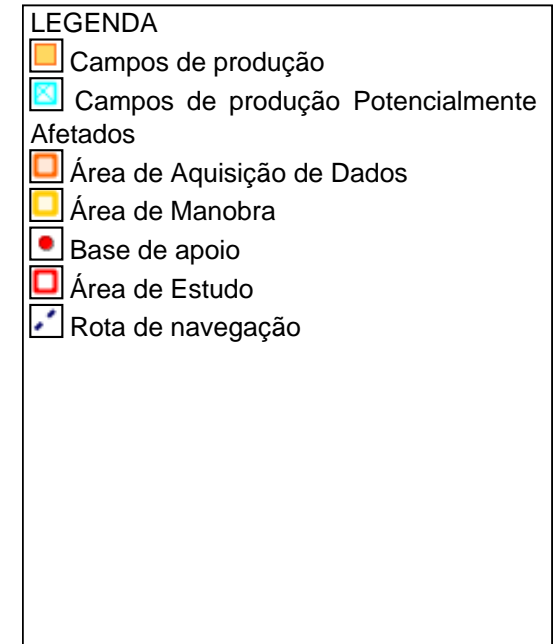 LEGENDA
Campos de produção
Campos de produção Potencialmente
Afetados
Área de Aquisição de Dados
Área de Manobra
Base de apoio
Área de Estudo
Rota de navegação